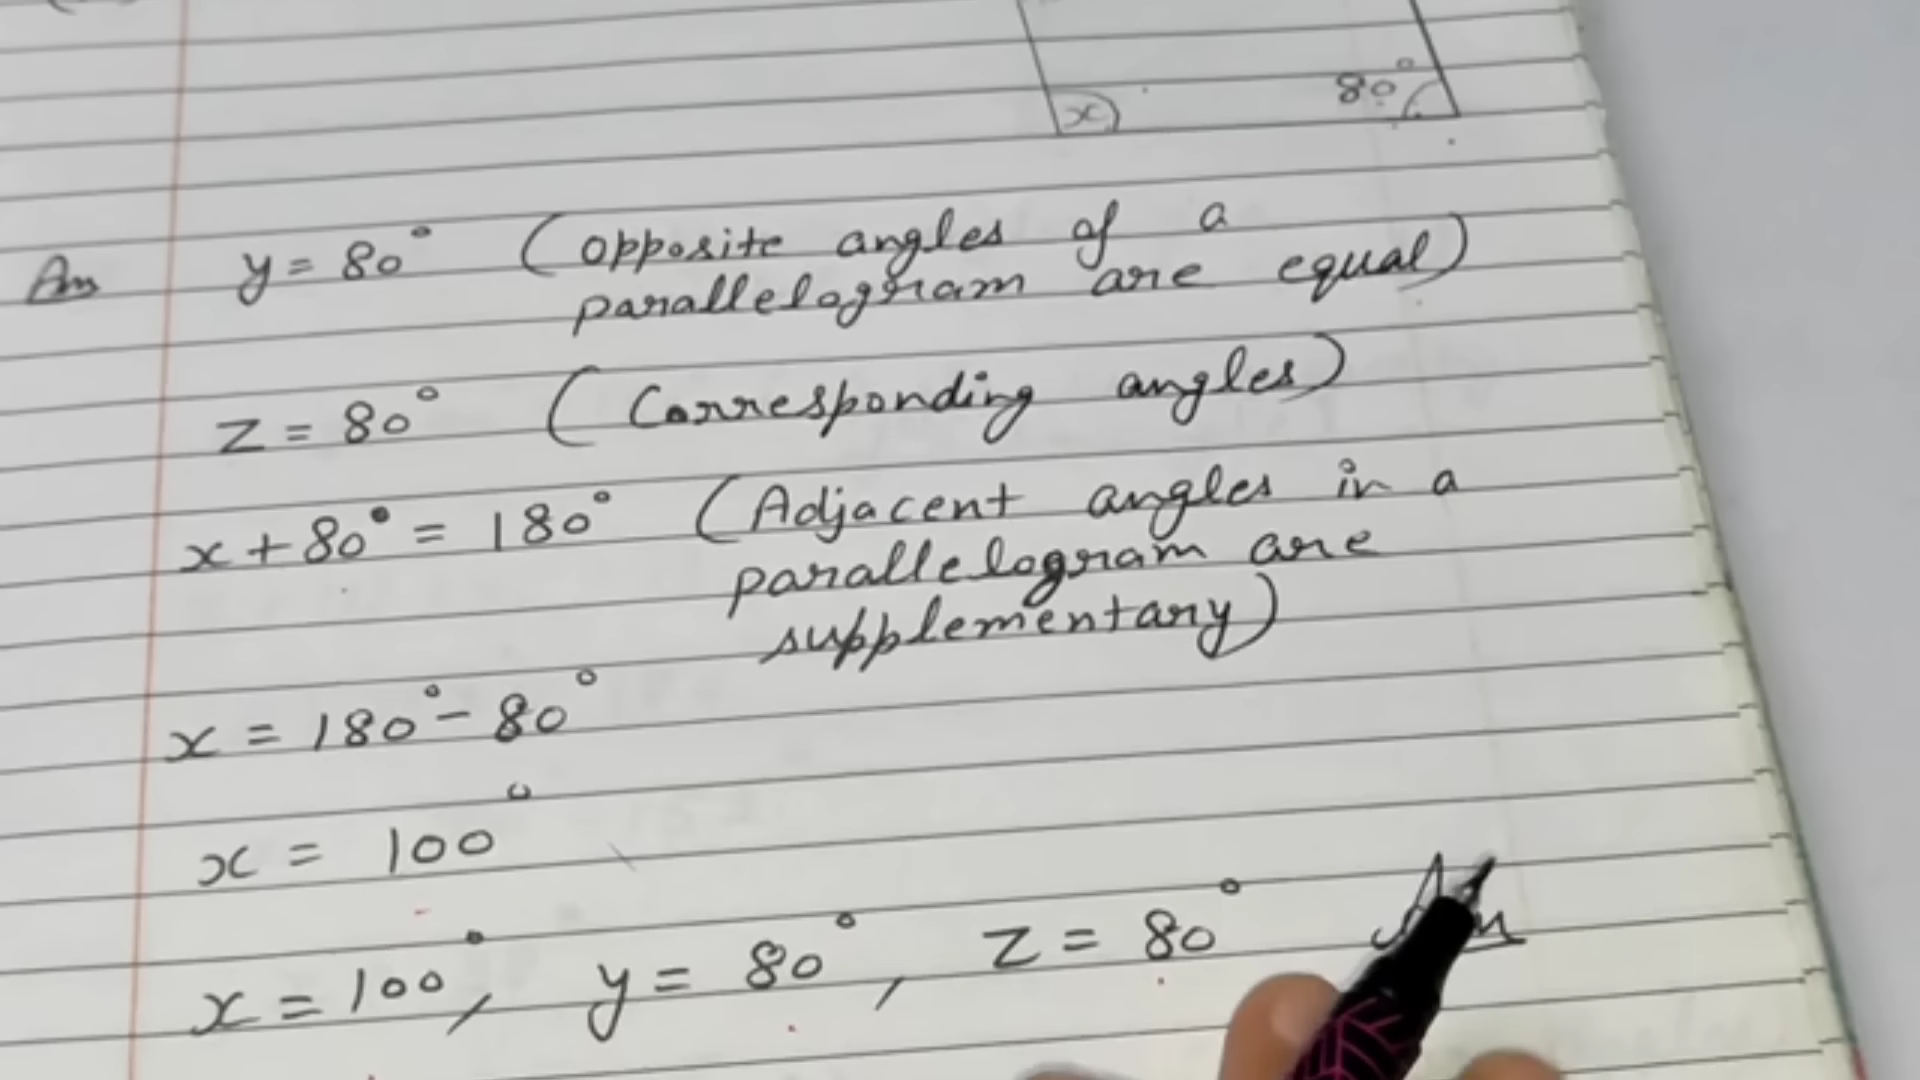 x 80°
Ans y = 80° (opposite angles of a
parallelogram are equal)
z = 80° (Corresponding angles)
x + 80° = 180° (Adjacent angles in a
parallelogram are
supplementary)
x = 180° - 80°
x = 100°
x = 100°, y = 80°, z = 80°